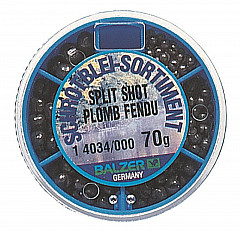 SCHROTBLEI-SORTIMENT
SPLIT SHOT
PLOMB FENDU
1 4034/000 70g
BALZER
GERMANY